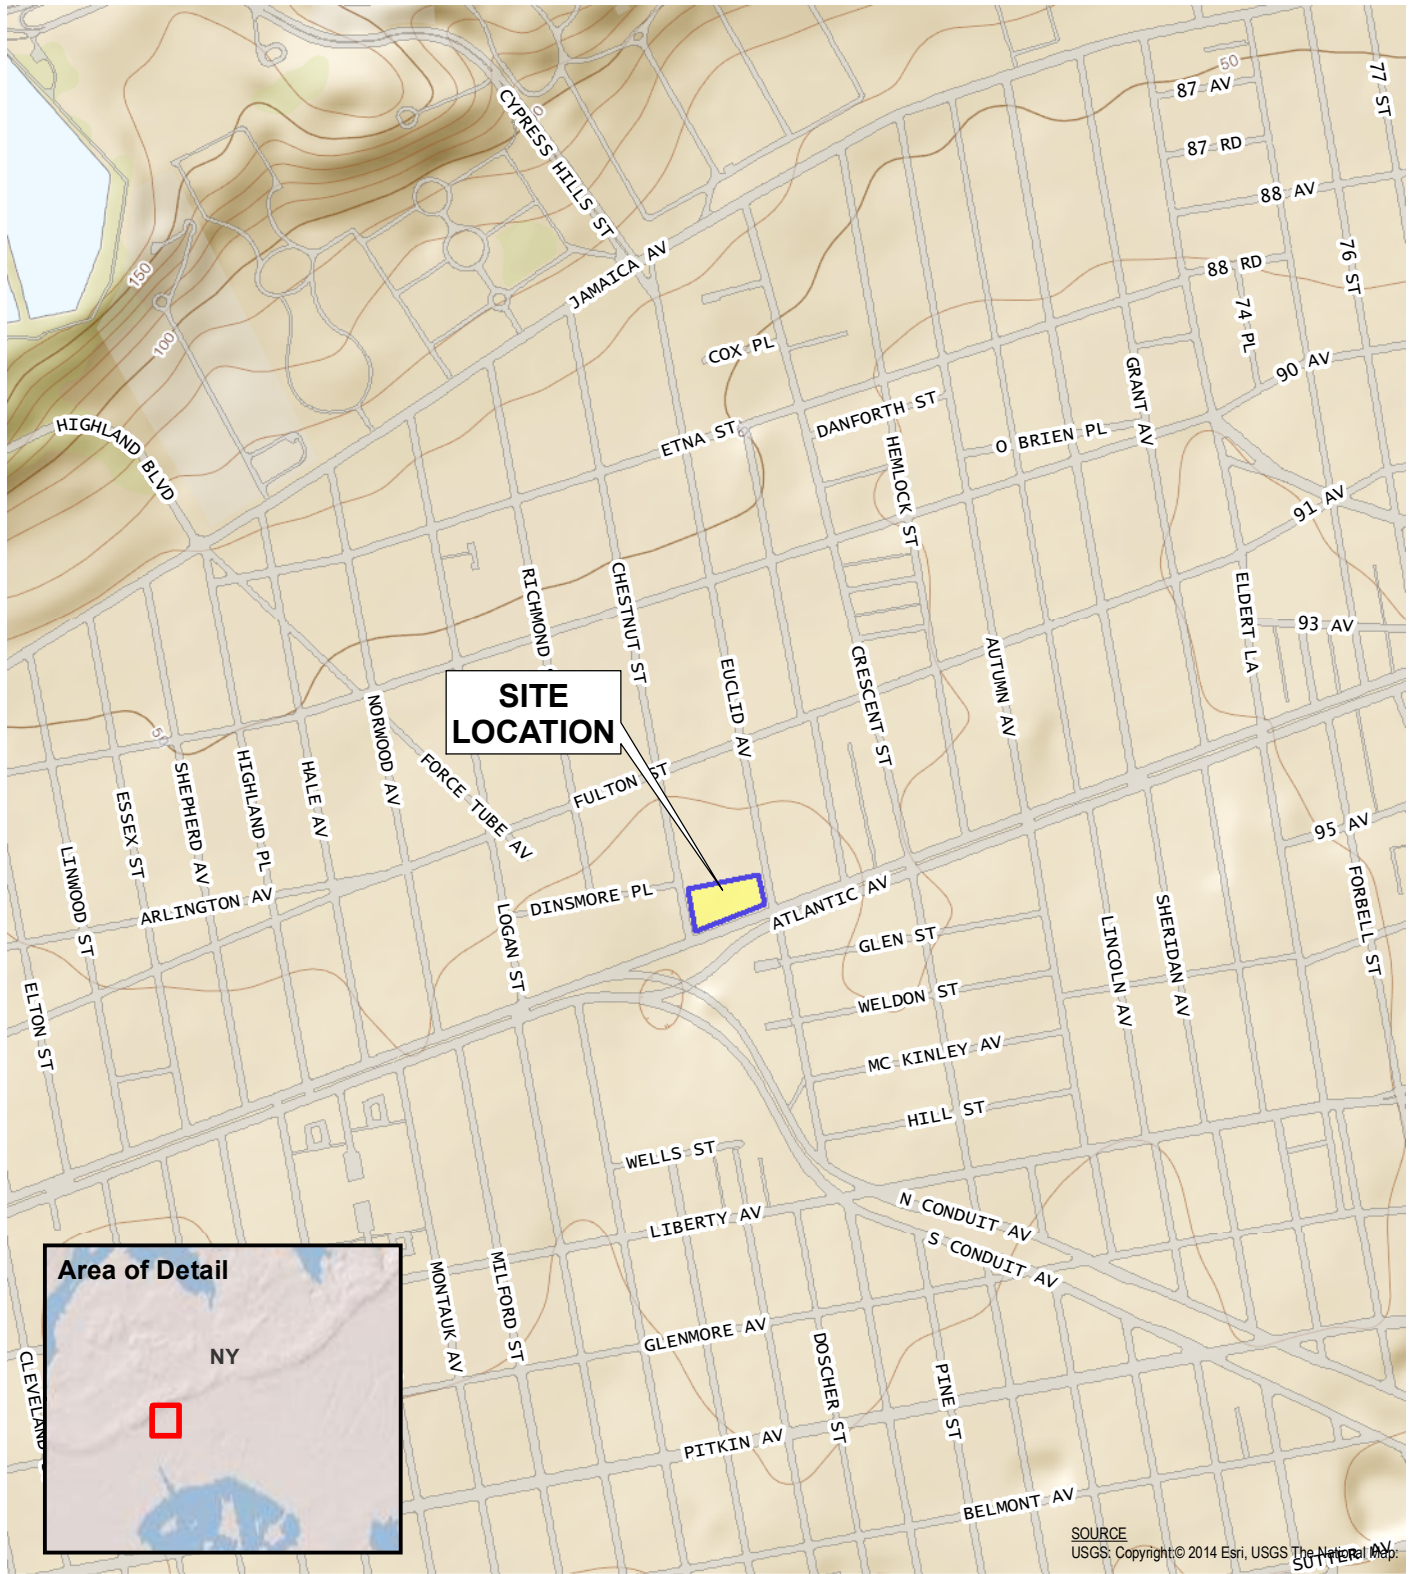 50
87 AV
77 ST
CYPRESS HILLS ST
87 RD
88 AV
JAMAICA AV
88 RD
76 ST
150
74 PL
100
COX PL
90 AV
GRANT AV
DANFORTH ST
HIGHLAND BLVD
ETNA ST
O BRIEN PL
HEMLOCK ST
91 AV
RICHMOND
CHESTNUT ST
ELDERT LA
93 AV
EUCLID AV
CRESCENT ST
AUTUMN AV
SITE
LOCATION
NORWOOD AV
50
FORCE TUBE AV
FULTON ST
HIGHLAND PL
HALE AV
SHEPHERD AV
ESSEX ST
LINWOOD ST
95 AV
FORBELL ST
ARLINGTON AV
DINSMORE PL
LOGAN ST
ATLANTIC AV
GLEN ST
LINCOLN AV
SHERIDAN AV
ELTON ST
WELDON ST
MC KINLEY AV
HILL ST
WELLS ST
N CONDUIT AV
LIBERTY AV
S CONDUIT AV
Area of Detail
NY
MONTAUK AV
MILFORD ST
GLENMORE AV
DOSCHER ST
PINE ST
CLEVELAND
PITKIN AV
BELMONT AV
SOURCE
USGS: Copyright:© 2014 Esri, USGS The National Map:
SUTTER AV